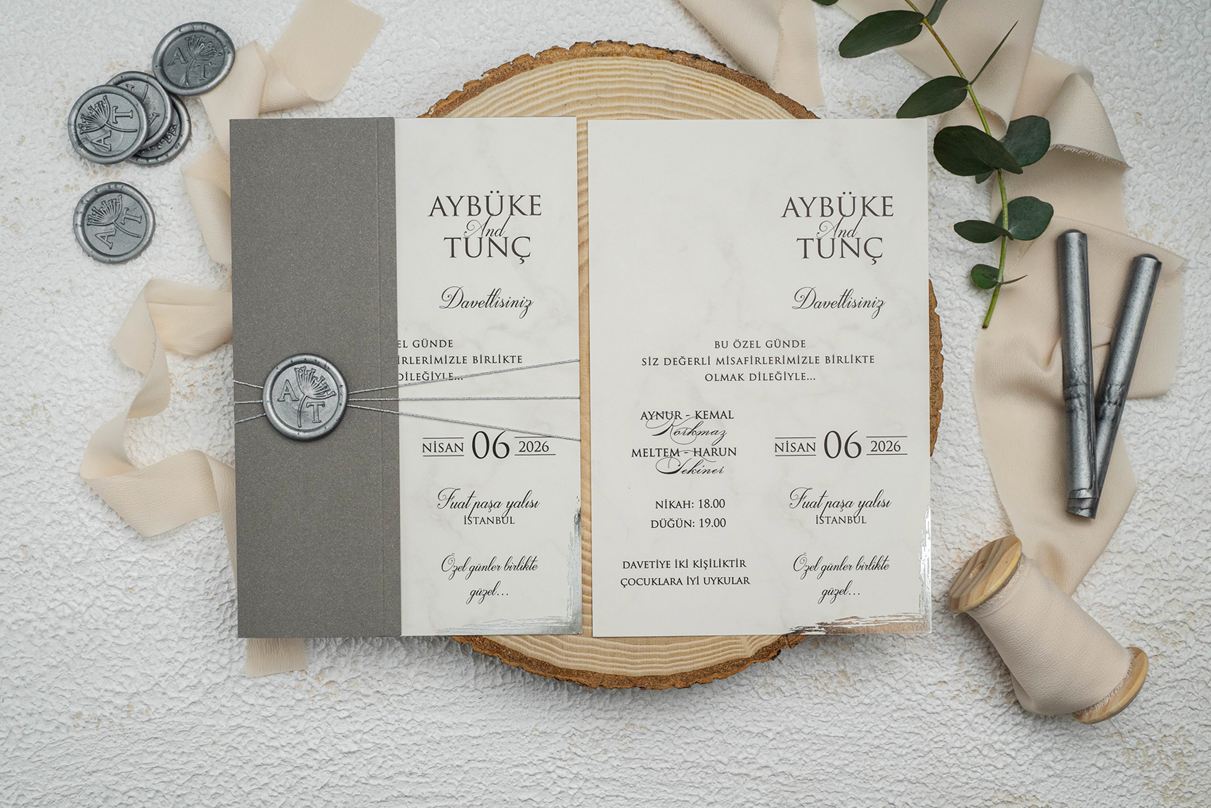 AYBÜKE
And
TUNÇ
Davetlisiniz
EL GÜNDE
İRLERİMİZLE BİRLİKTE
DİLEĞİYLE...
NİSAN 06 2026
Fuat paşa yalısı
İSTANBUL
Özel günler birlikte
güzel...
A T
AYBÜKE
And
TUNÇ
Davetlisiniz
BU ÖZEL GÜNDE
SİZ DEĞERLİ MİSAFİRLERİMİZLE BİRLİKTE
OLMAK DİLEĞİYLE...
AYNUR - KEMAL
Korkmaz
MELTEM - HARUN
Tekiner
NİKAH: 18.00
DÜĞÜN: 19.00
DAVETİYE İKİ KİŞİLİKTİR
ÇOCUKLARA İYİ UYKULAR
NİSAN 06 2026
Fuat paşa yalısı
İSTANBUL
Özel günler birlikte
güzel...
A T
A T
A T